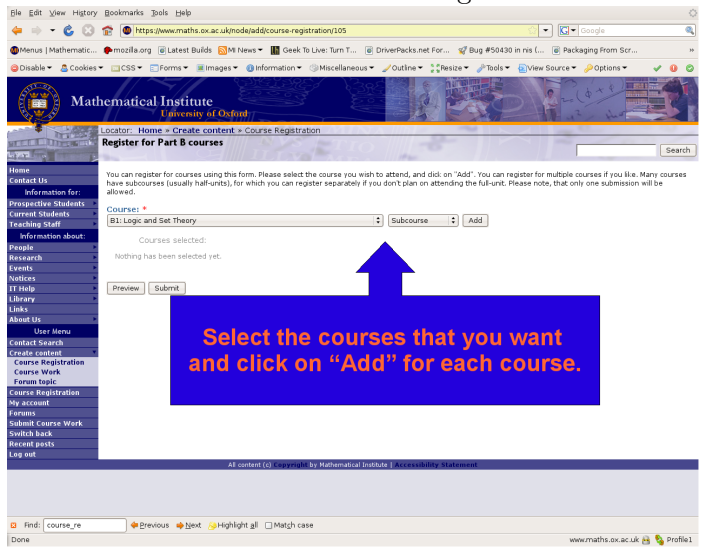 File Edit View History Bookmarks Tools Help
https://www.maths.ox.ac.uk/node/add/course-registration/105
Google
Menus | Mathematic... mozilla.org Latest Builds MI News Geek To Live: Turn T... DriverPacks.net For... Bug #50430 in nis (... Packaging From Scr... »
Disable Cookies CSS Forms Images Information Miscellaneous Outline Resize Tools View Source Options
Mathematical Institute
University of Oxford
Locator: Home » Create content » Course Registration
Register for Part B courses
Search
Home
Contact Us
Information for:
Prospective Students
Current Students
Teaching Staff
Information about:
People
Research
Events
Notices
IT Help
Library
Links
About Us
User Menu
Contact Search
Create content
Course Registration
Course Work
Forum topic
Course Registration
My account
Forums
Submit Course Work
Switch back
Recent posts
Log out
You can register for courses using this form. Please select the course you wish to attend, and click on "Add". You can register for multiple courses if you like. Many courses
have subcourses (usually half-units), for which you can register separately if you don't plan on attending the full-unit. Please note, that only one submission will be
allowed.
Course: *
B1: Logic and Set Theory Subcourse Add
Courses selected:
Nothing has been selected yet.
Preview Submit
Select the courses that you want
and click on “Add” for each course.
All content (c) Copyright by Mathematical Institute | Accessibility Statement
Find: course_re Previous Next Highlight all Match case
Done www.maths.ox.ac.uk Profile1